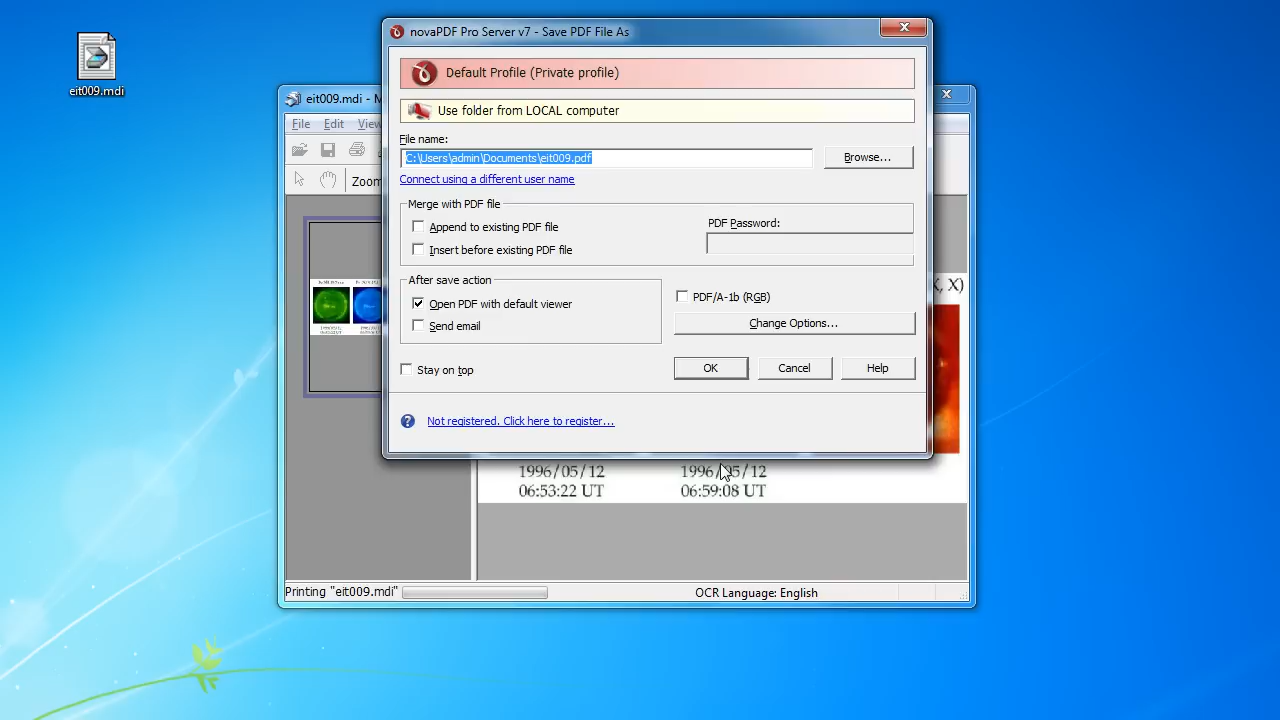 eit009.mdi
novaPDF Pro Server v7 - Save PDF File As
Default Profile (Private profile)
Use folder from LOCAL computer
File name:
C:\Users\admin\Documents\eit009.pdf
Browse...
Connect using a different user name
Merge with PDF file
Append to existing PDF file
PDF Password:
Insert before existing PDF file
After save action
Open PDF with default viewer
PDF/A-1b (RGB)
Send email
Change Options...
Stay on top
OK
Cancel
Help
Not registered. Click here to register...
eit009.mdi - M
File Edit View
Zoom
X, X)
1996/05/12
06:53:22 UT
1996/05/12
06:59:08 UT
Printing "eit009.mdi"
OCR Language: English